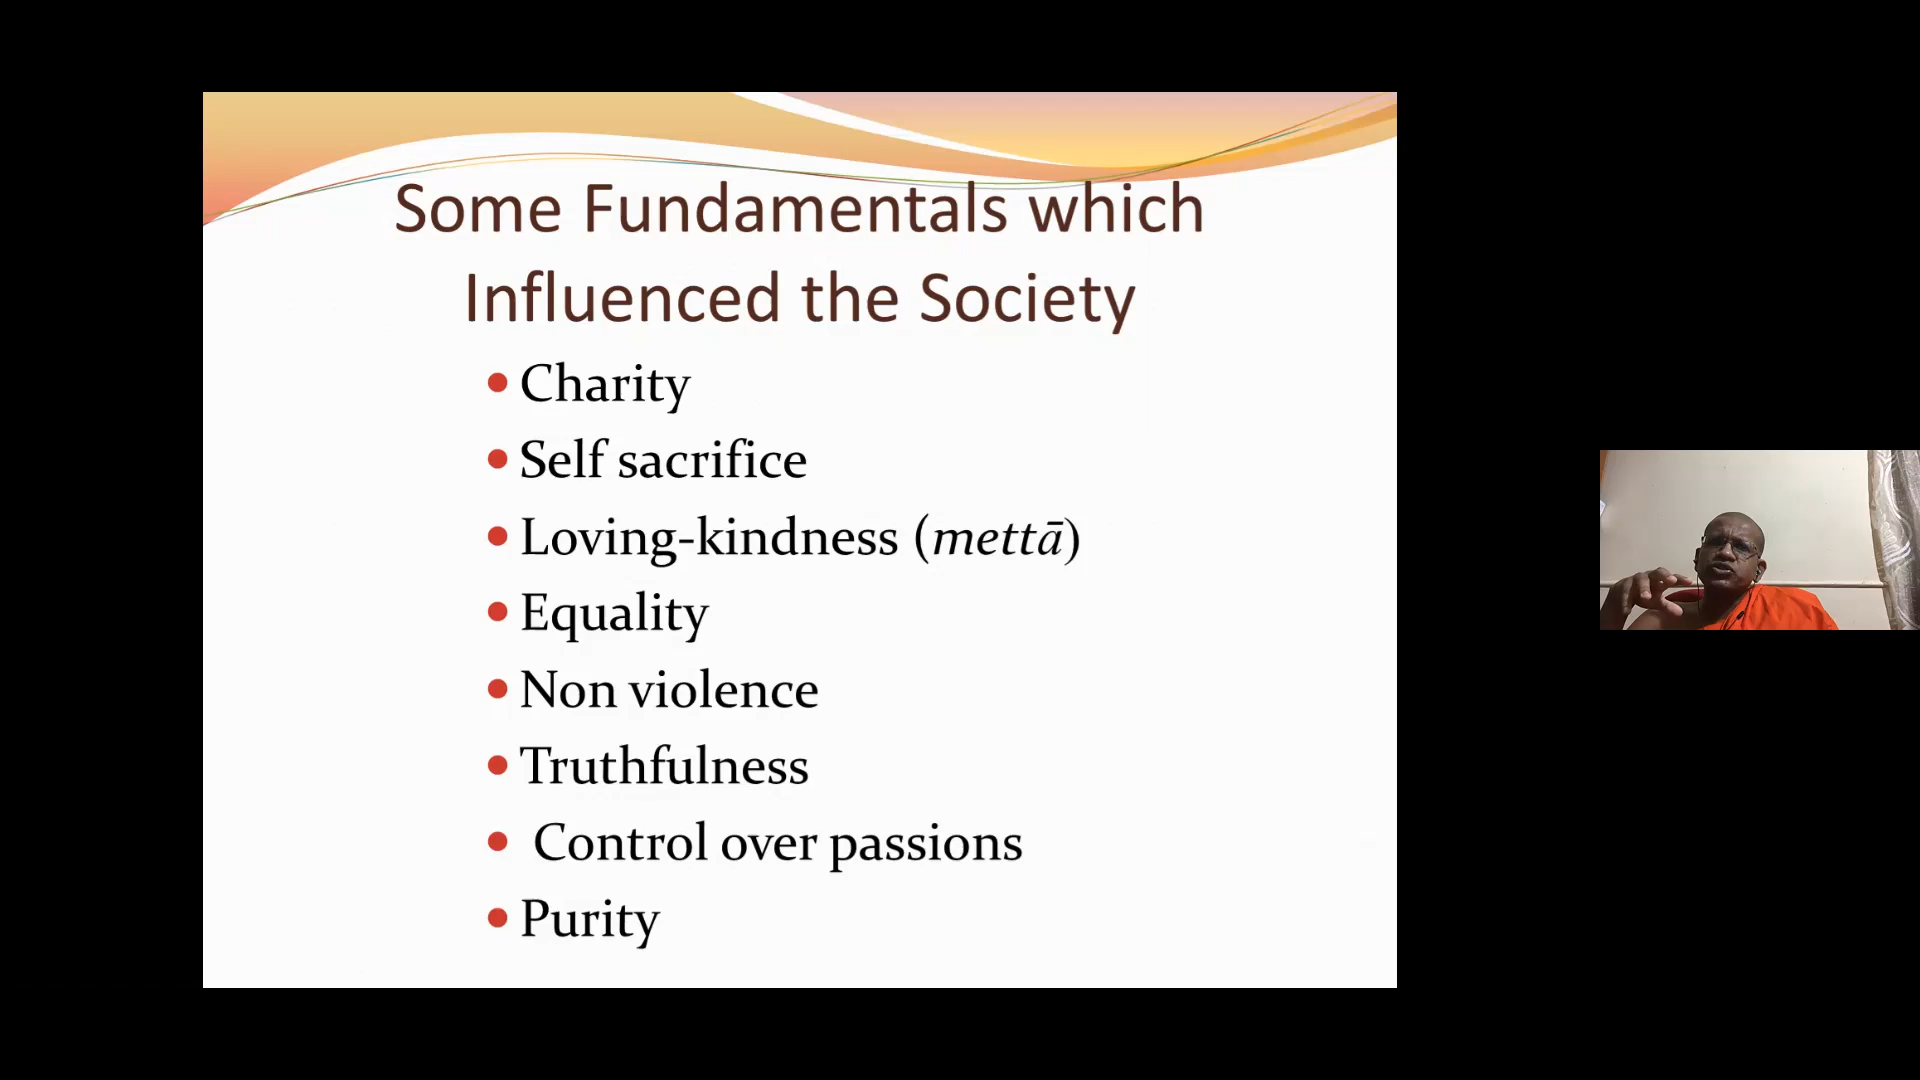 Some Fundamentals which
Influenced the Society
• Charity
• Self sacrifice
• Loving-kindness (mettā)
• Equality
• Non violence
• Truthfulness
• Control over passions
• Purity